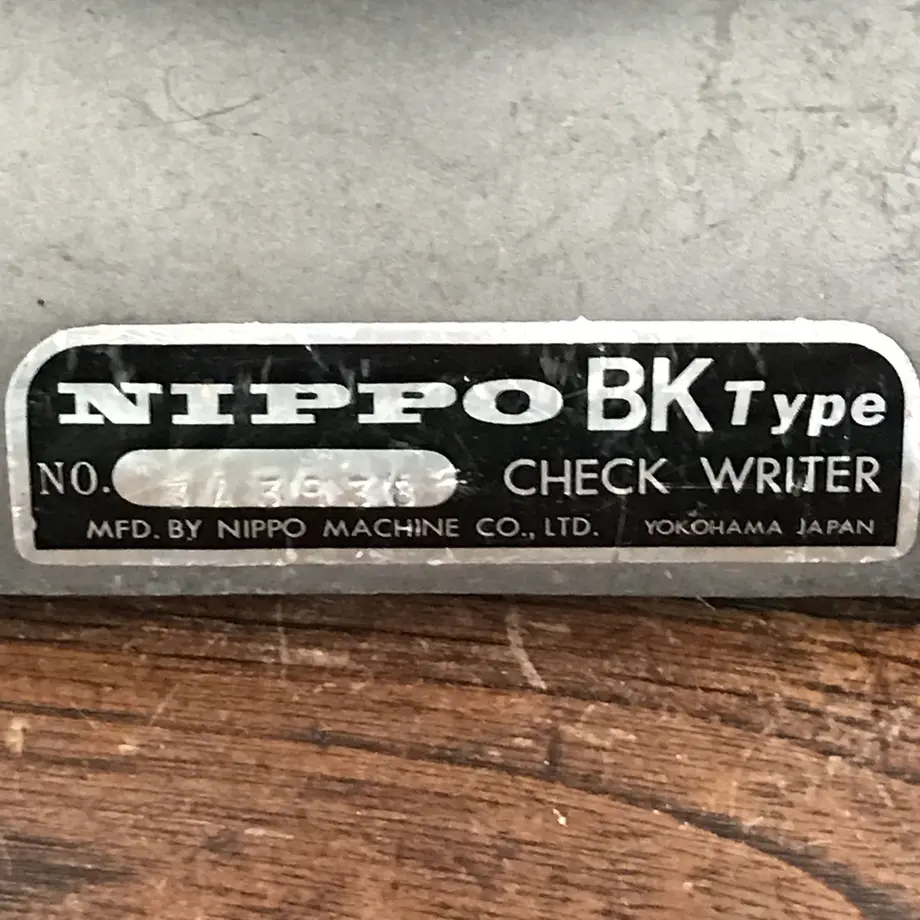 NIPPO BK Type
NO. CHECK WRITER
MFD. BY NIPPO MACHINE CO., LTD. YOKOHAMA JAPAN